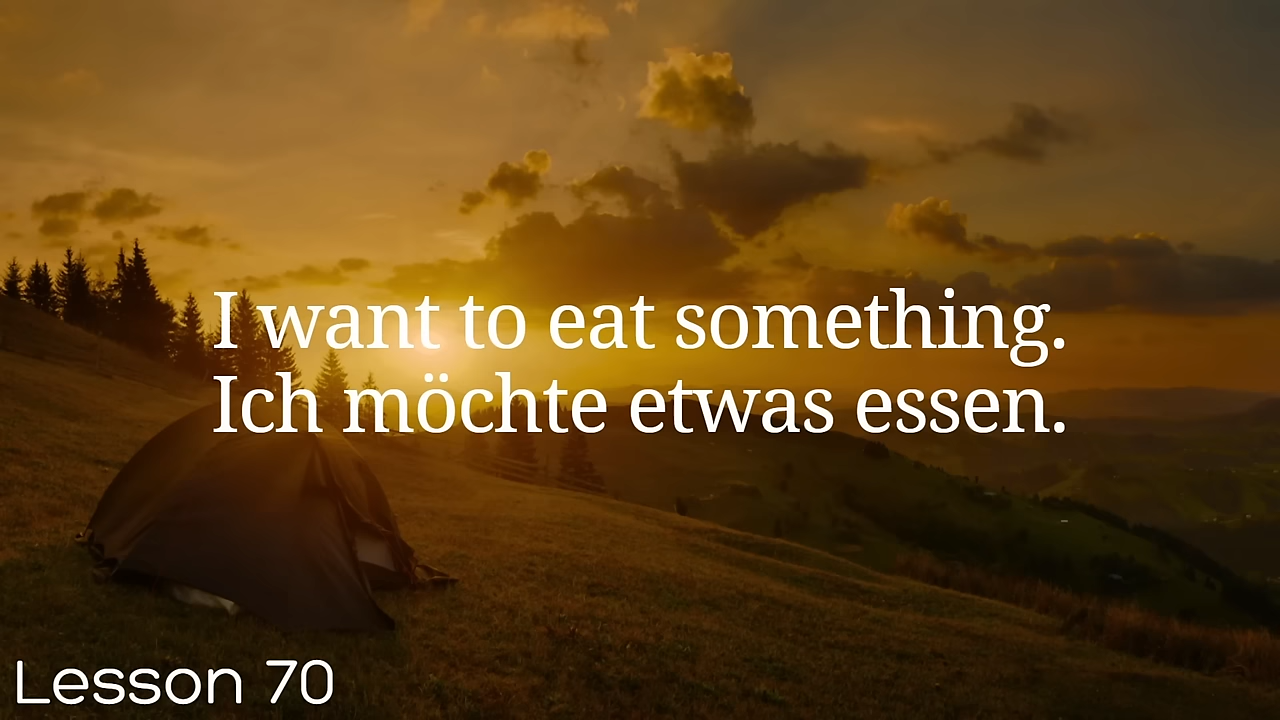 I want to eat something.
Ich möchte etwas essen.
Lesson 70